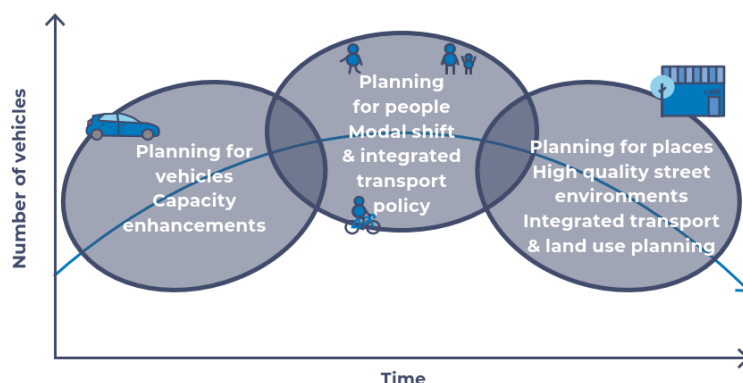 Number of vehicles
Planning for
vehicles
Capacity
enhancements
Planning
for people
Modal shift
& integrated
transport
policy
Planning for places
High quality street
environments
Integrated transport
& land use planning
cafe
Time